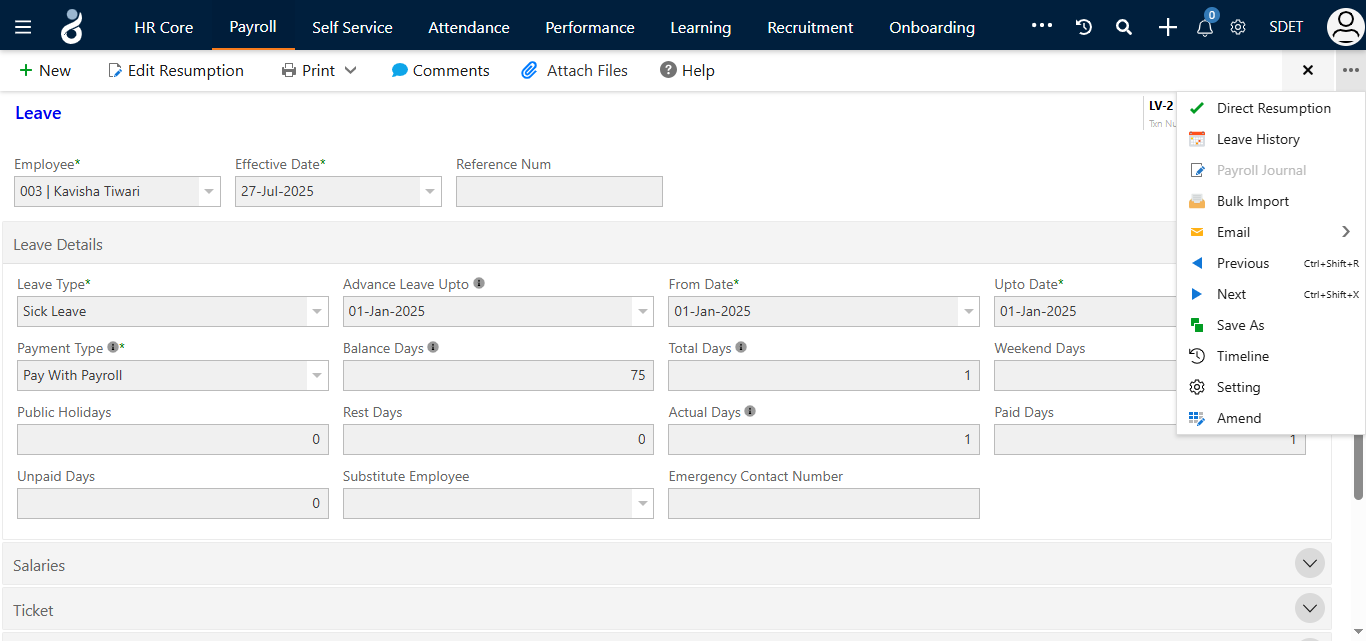 HR Core Payroll Self Service Attendance Performance Learning Recruitment Onboarding ... 0 SDET
New Edit Resumption Print Comments Attach Files Help
Leave
LV-2
Txn Nu
Employee* Effective Date* Reference Num
003 | Kavisha Tiwari 27-Jul-2025
Leave Details
Leave Type* Advance Leave Upto From Date* Upto Date*
Sick Leave 01-Jan-2025 01-Jan-2025 01-Jan-2025
Payment Type * Balance Days Total Days Weekend Days
Pay With Payroll 75 1
Public Holidays Rest Days Actual Days Paid Days
0 0 1 1
Unpaid Days Substitute Employee Emergency Contact Number
0
Salaries
Ticket
Direct Resumption
Leave History
Payroll Journal
Bulk Import
Email
Previous Ctrl+Shift+R
Next Ctrl+Shift+X
Save As
Timeline
Setting
Amend